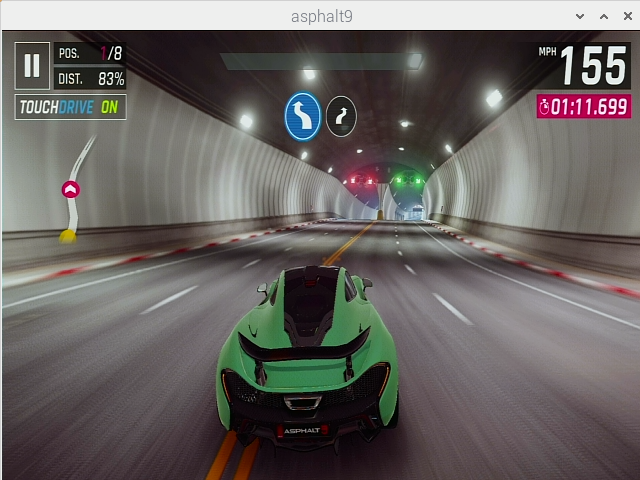 asphalt9
POS. 1/8
DIST. 83%
TOUCHDRIVE ON
MPH 155
01:11.699
ASPHALT